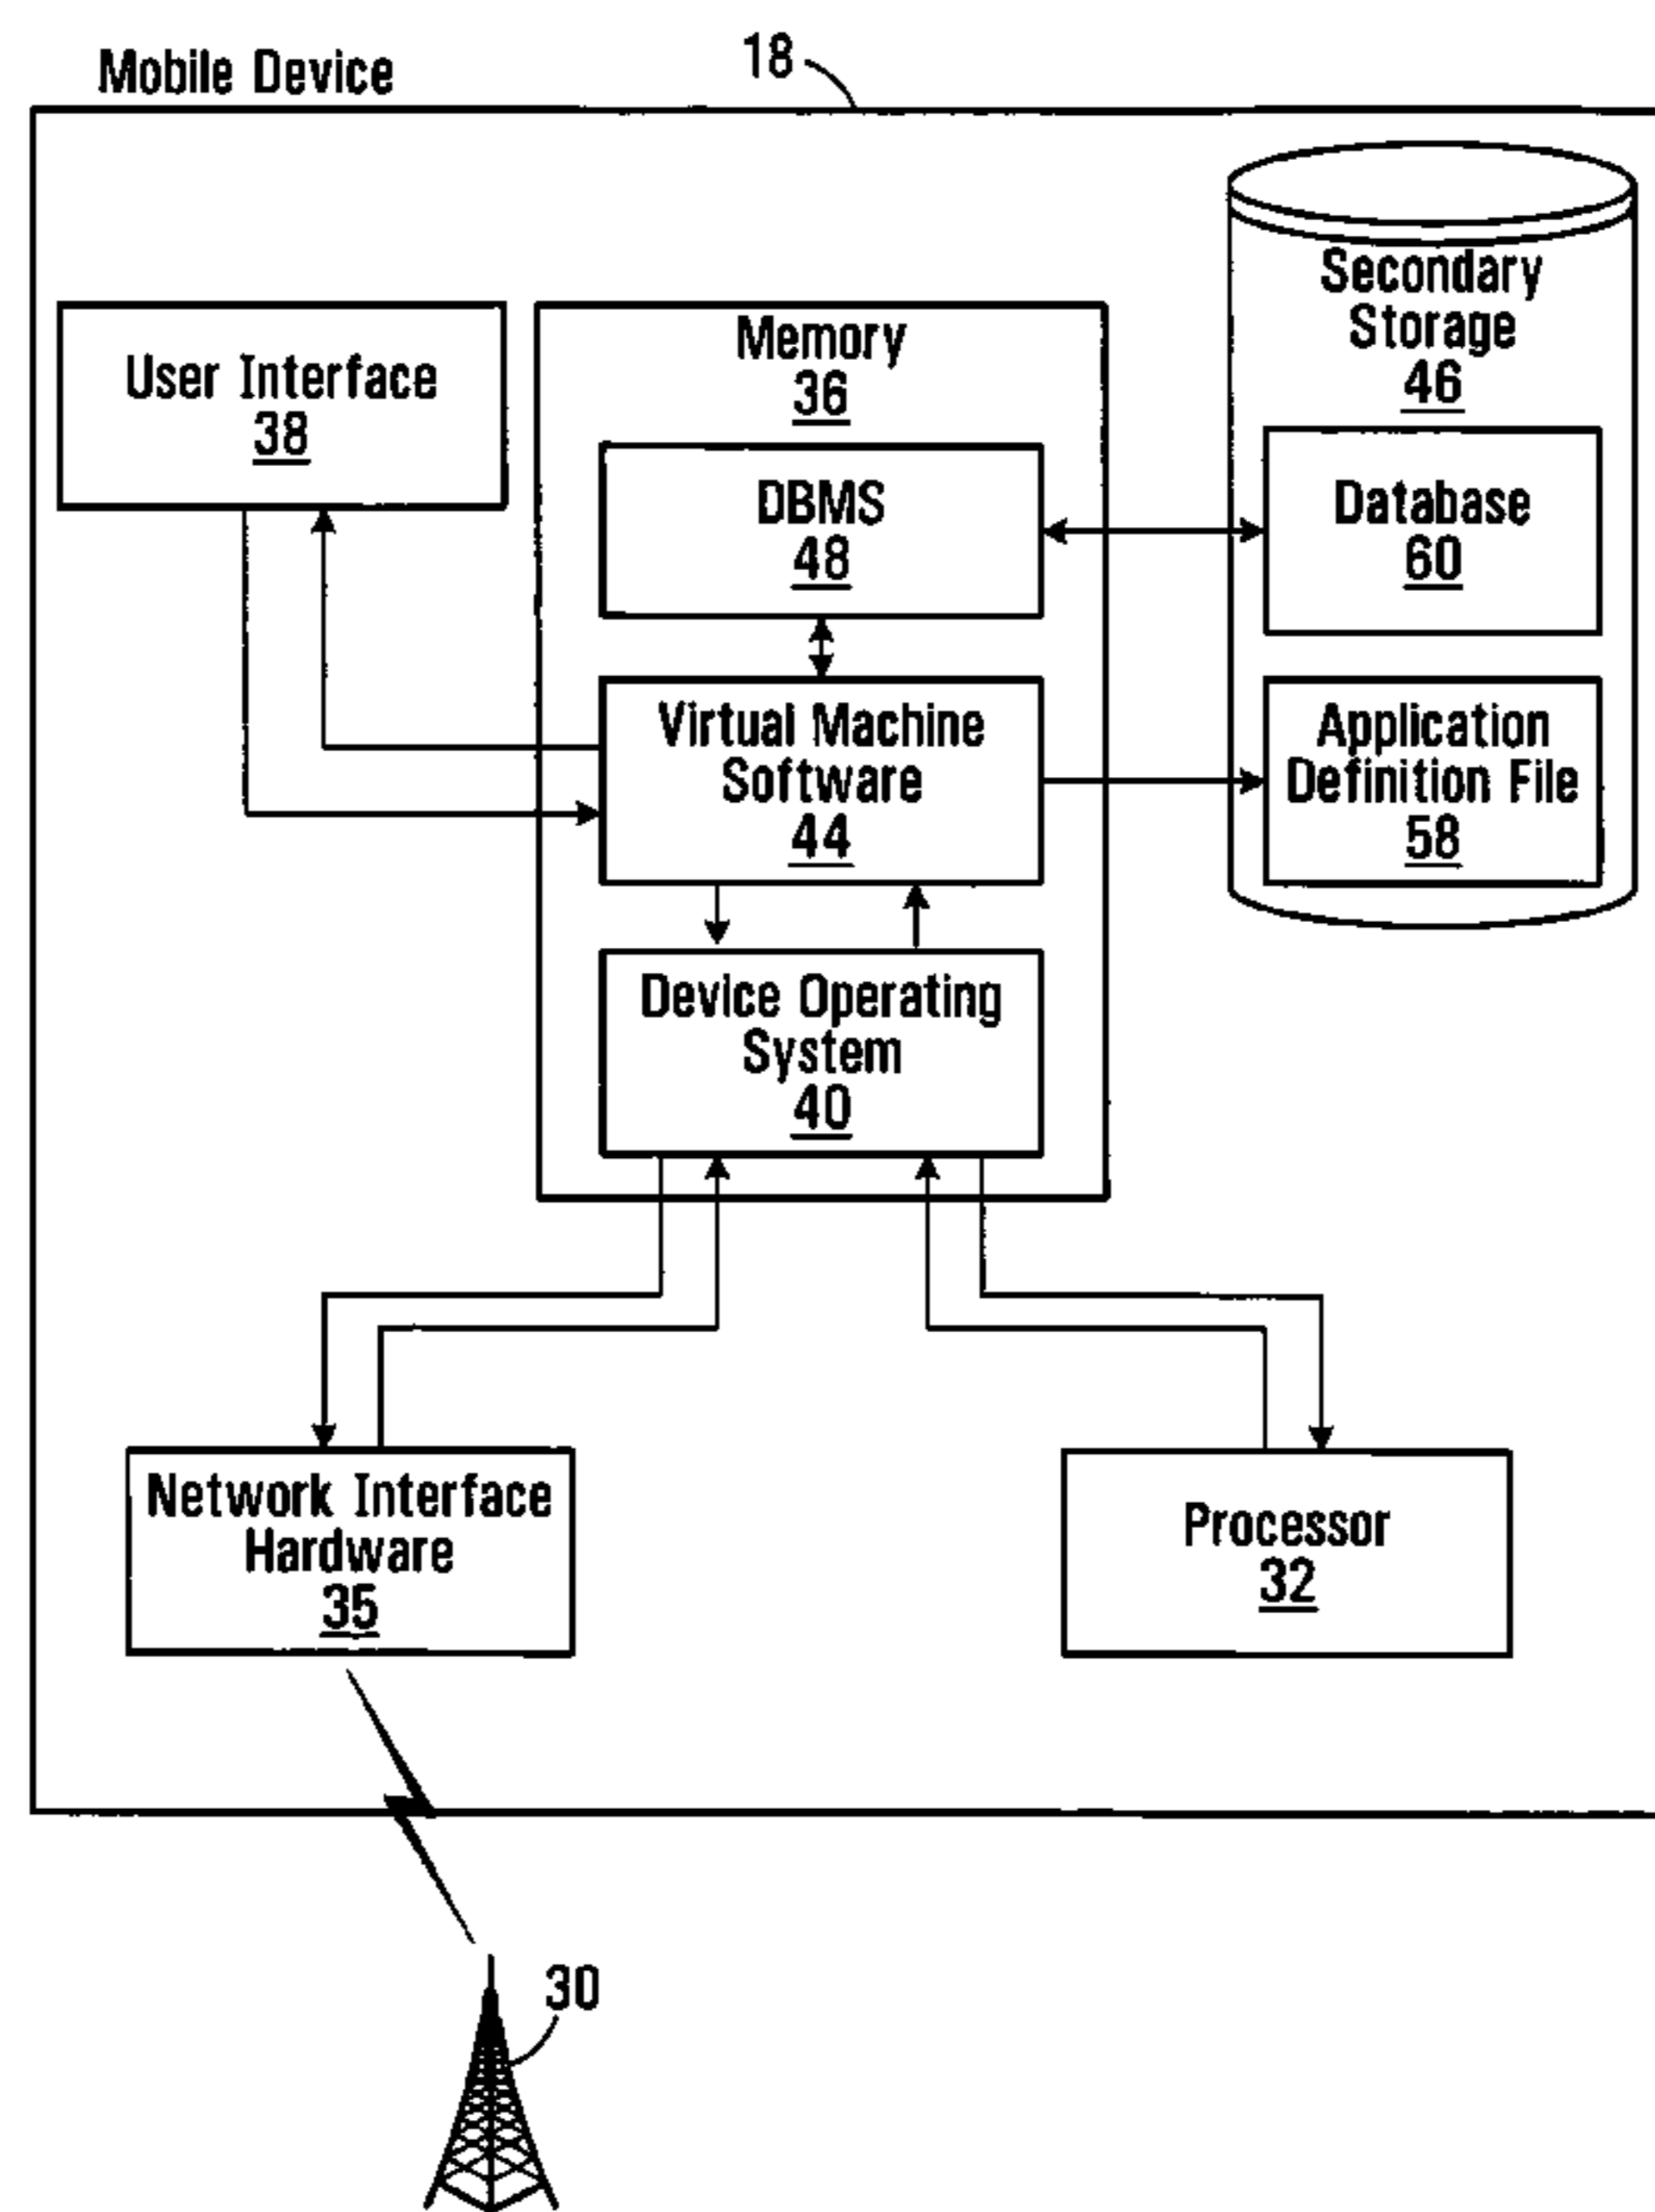 Mobile Device
18
User Interface
38
Memory
36
DBMS
48
Virtual Machine
Software
44
Device Operating
System
40
Secondary
Storage
46
Database
60
Application
Definition File
58
Network Interface
Hardware
35
Processor
32
30